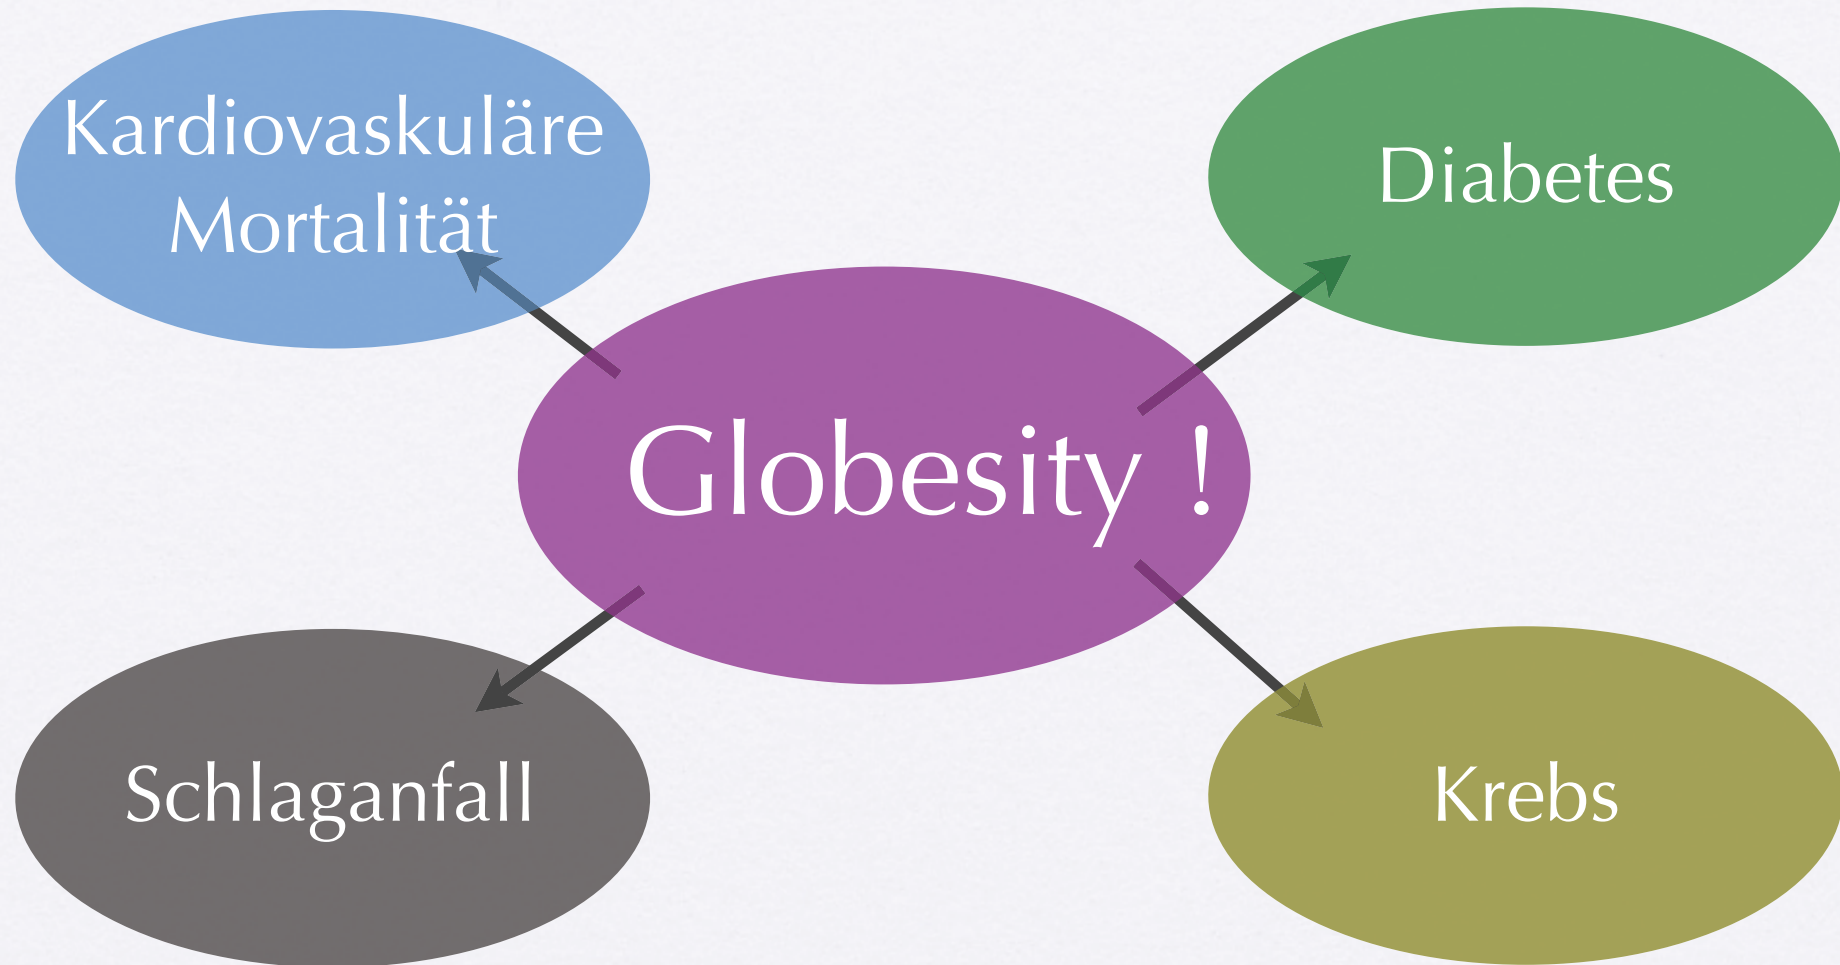 Kardiovaskuläre
Mortalität
Diabetes
Globesity !
Schlaganfall
Krebs